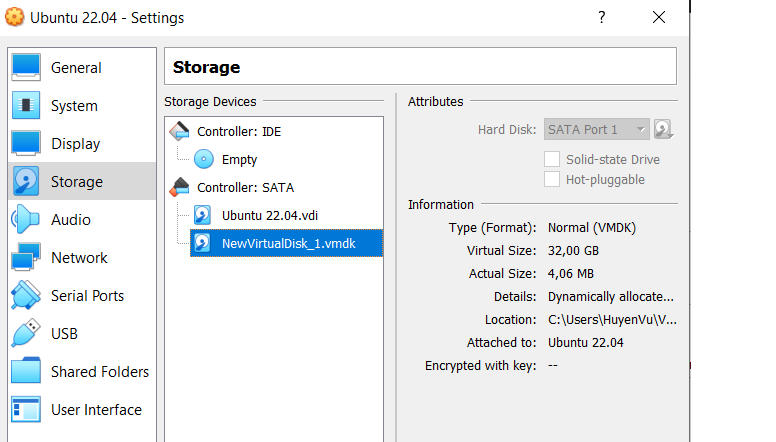 Ubuntu 22.04 - Settings
?
General
System
Display
Storage
Audio
Network
Serial Ports
USB
Shared Folders
User Interface
Storage
Storage Devices
Controller: IDE
Empty
Controller: SATA
Ubuntu 22.04.vdi
NewVirtualDisk_1.vmdk
Attributes
Hard Disk: SATA Port 1
Solid-state Drive
Hot-pluggable
Information
Type (Format): Normal (VMDK)
Virtual Size: 32,00 GB
Actual Size: 4,06 MB
Details: Dynamically allocate...
Location: C:\Users\HuyenVu\V...
Attached to: Ubuntu 22.04
Encrypted with key: --